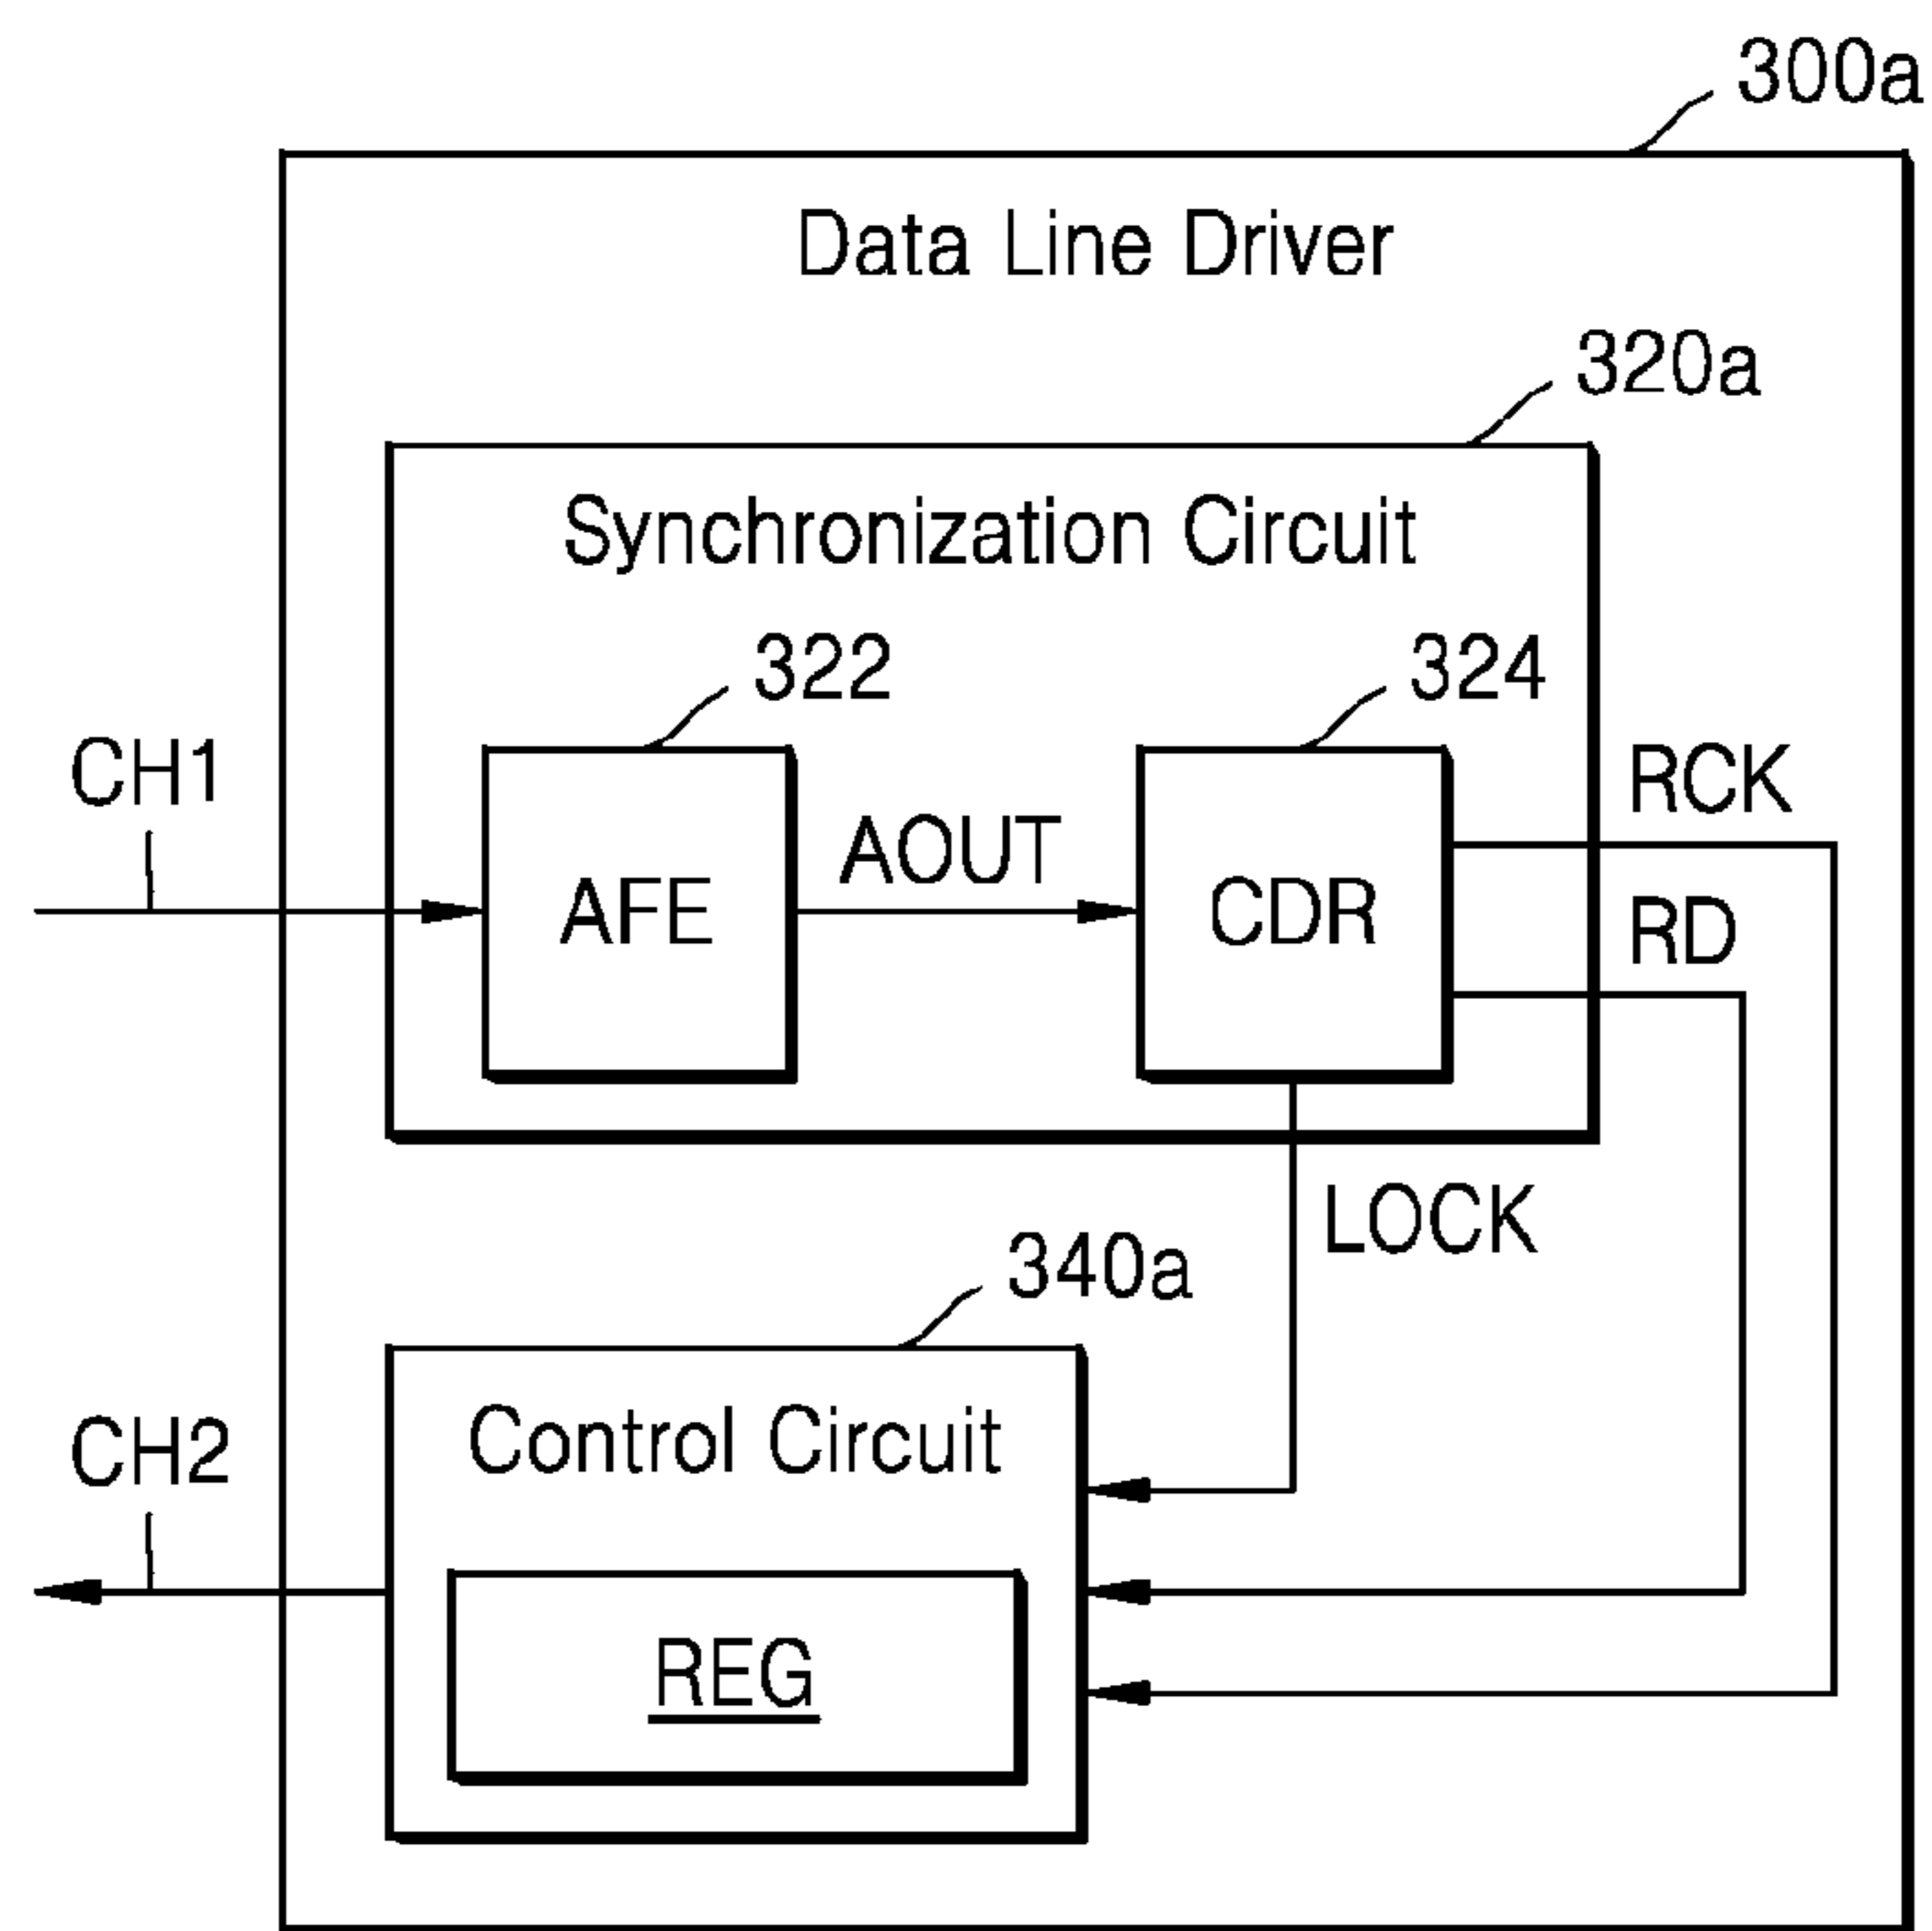 300a
Data Line Driver
320a
Synchronization Circuit
322
324
CH1
RCK
AOUT
AFE
CDR
RD
LOCK
340a
Control Circuit
CH2
REG